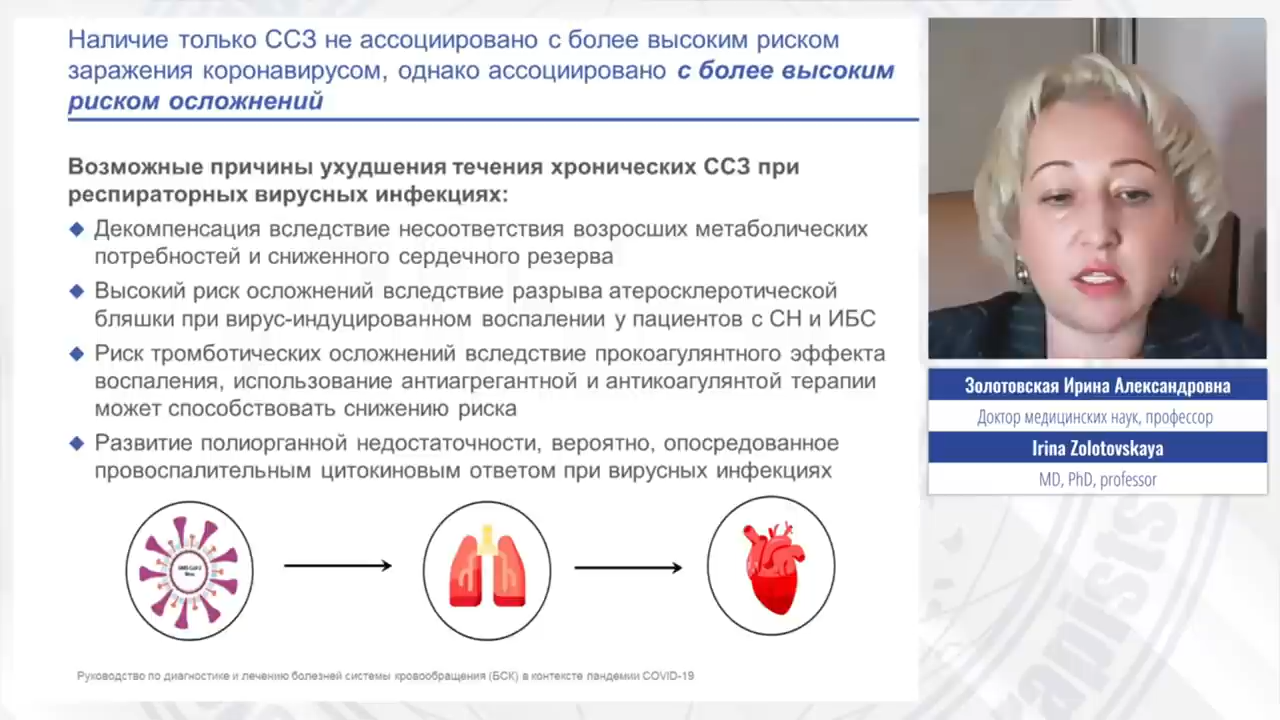 Наличие только ССЗ не ассоциировано с более высоким риском
заражения коронавирусом, однако ассоциировано с более высоким
риском осложнений
Возможные причины ухудшения течения хронических ССЗ при
респираторных вирусных инфекциях:
Декомпенсация вследствие несоответствия возросших метаболических
потребностей и сниженного сердечного резерва
Высокий риск осложнений вследствие разрыва атеросклеротической
бляшки при вирус-индуцированном воспалении у пациентов с СН и ИБС
Риск тромботических осложнений вследствие прокоагулянтного эффекта
воспаления, использование антиагрегантной и антикоагулянтой терапии
может способствовать снижению риска
Развитие полиорганной недостаточности, вероятно, опосредованное
провоспалительным цитокиновым ответом при вирусных инфекциях
Руководство по диагностике и лечению болезней системы кровообращения (БСК) в контексте пандемии COVID-19
Золотовская Ирина Александровна
Доктор медицинских наук, профессор
Irina Zolotovskaya
MD, PhD, professor